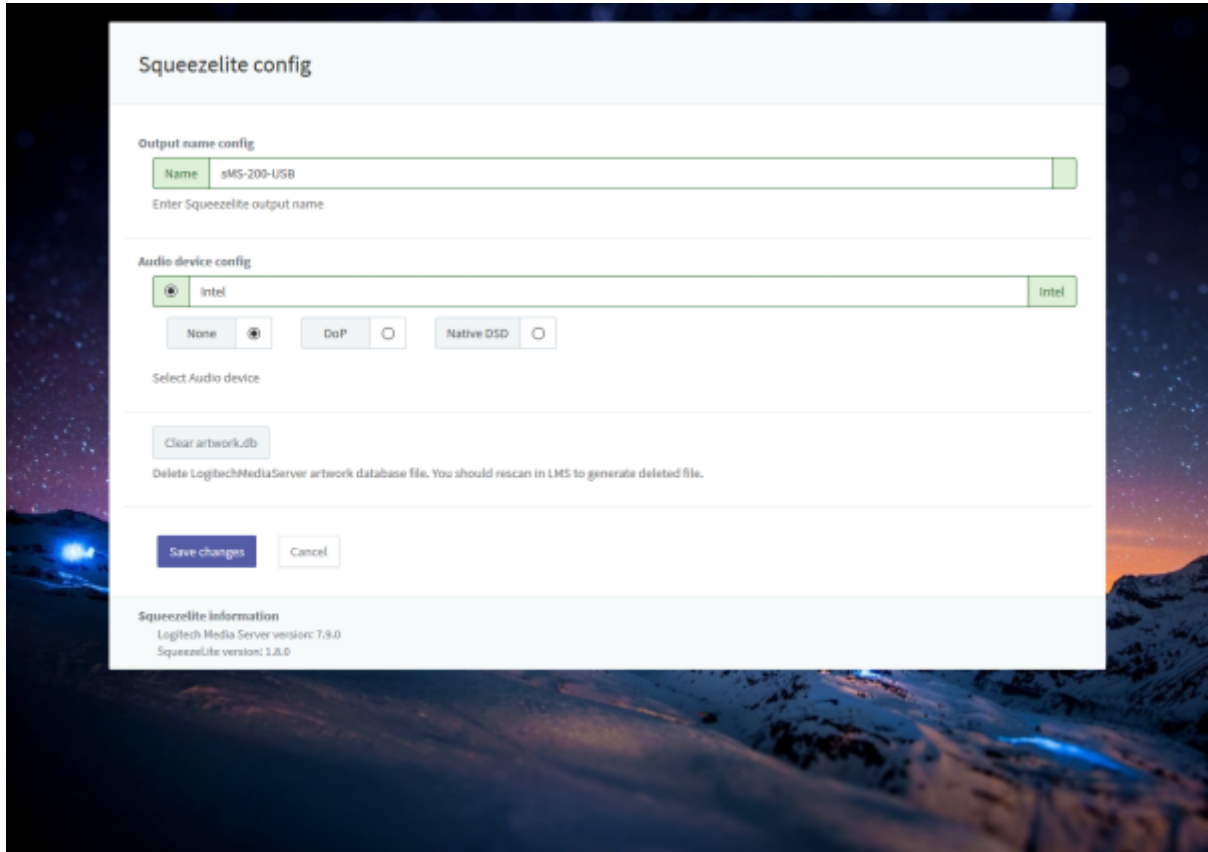 Squeezelite config
Output name config
Name sMS-200-USB
Enter Squeezelite output name
Audio device config
Intel Intel
None DoP Native DSD
Select Audio device
Clear artwork.db
Delete LogitechMediaServer artwork database file. You should rescan in LMS to generate deleted file.
Save changes Cancel
Squeezelite information
Logitech Media Server version: 7.9.0
SqueezeLite version: 1.8.0